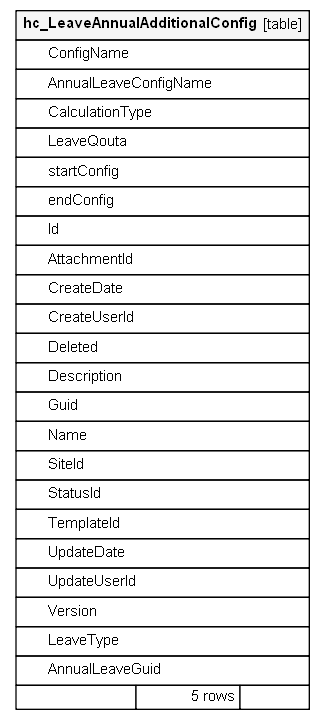 hc_LeaveAnnualAdditionalConfig [table]
ConfigName
AnnualLeaveConfigName
CalculationType
LeaveQouta
startConfig
endConfig
Id
AttachmentId
CreateDate
CreateUserId
Deleted
Description
Guid
Name
SiteId
StatusId
TemplateId
UpdateDate
UpdateUserId
Version
LeaveType
AnnualLeaveGuid
5 rows